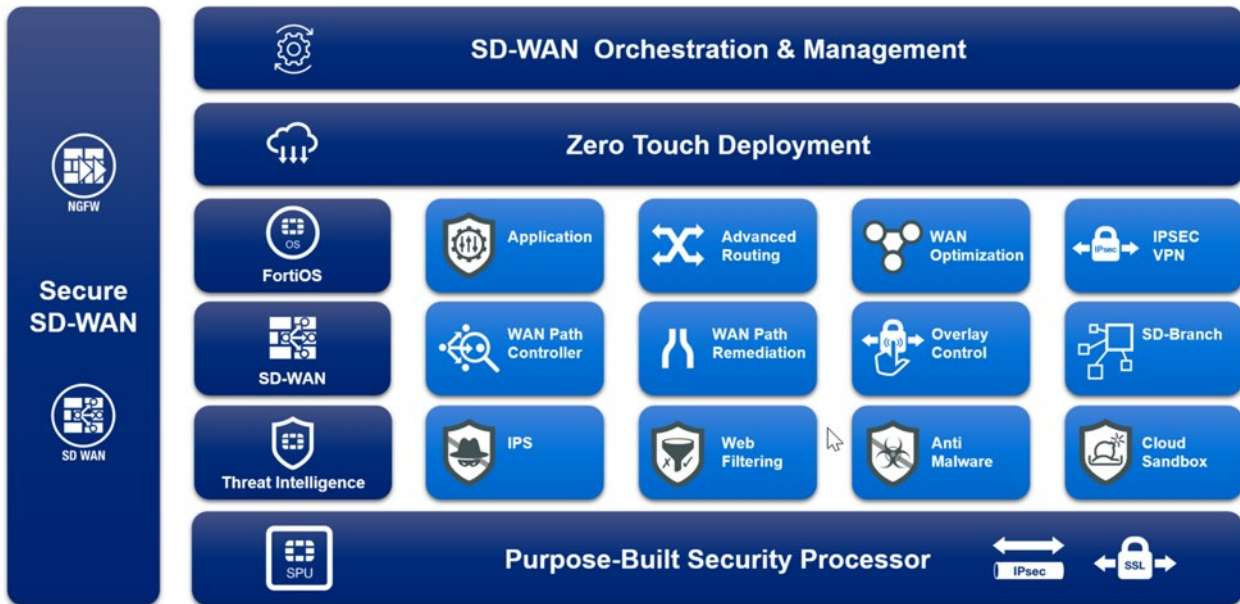 NGFW
Secure
SD-WAN
SD WAN
SD-WAN Orchestration & Management
Zero Touch Deployment
OS
FortiOS
Application
Advanced
Routing
WAN
Optimization
IPsec
IPSEC
VPN
SD-WAN
WAN Path
Controller
WAN Path
Remediation
Overlay
Control
SD-Branch
Threat Intelligence
IPS
Web
Filtering
Anti
Malware
Cloud
Sandbox
SPU
Purpose-Built Security Processor
IPsec
SSL